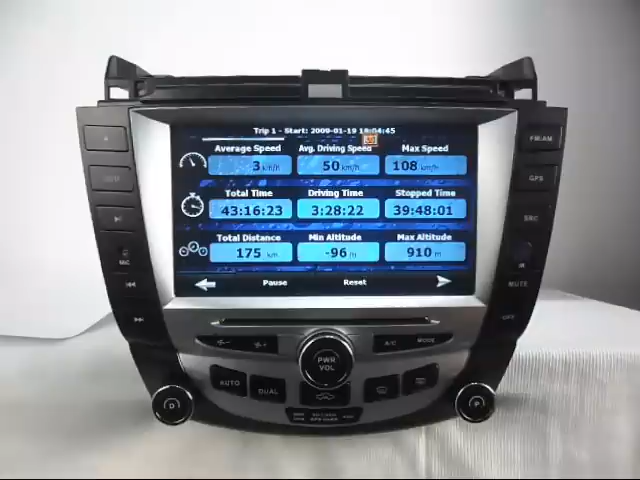 Trip 1 - Start: 2009-01-19 18:04:45
Average Speed Avg. Driving Speed Max Speed
3 km/h 50 km/h 108 km/h
Total Time Driving Time Stopped Time
43:16:23 3:28:22 39:48:01
Total Distance Min Altitude Max Altitude
175 km -96 m 910 m
Pause Reset
FM/AM
GPS
SRC
MIC
MUTE
OFF
A/C MODE
PWR
VOL
AUTO DUAL
D P